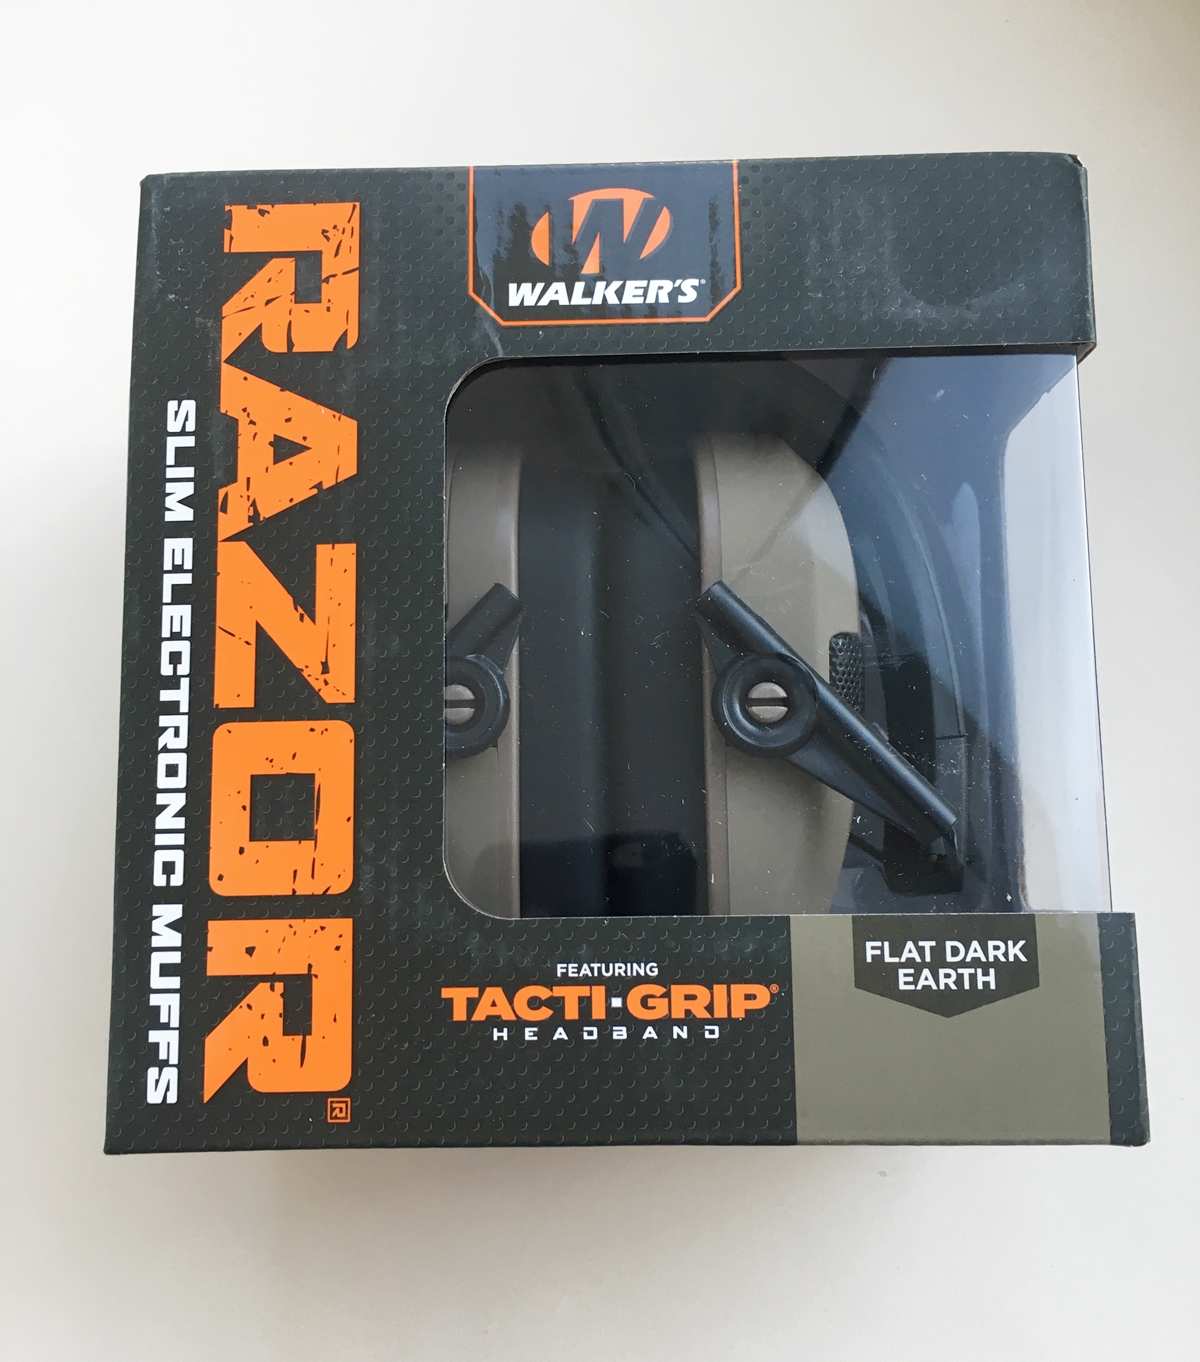 WALKER'S
RAZOR®
SLIM ELECTRONIC MUFFS
FEATURING
TACTI·GRIP®
HEADBAND
FLAT DARK
EARTH